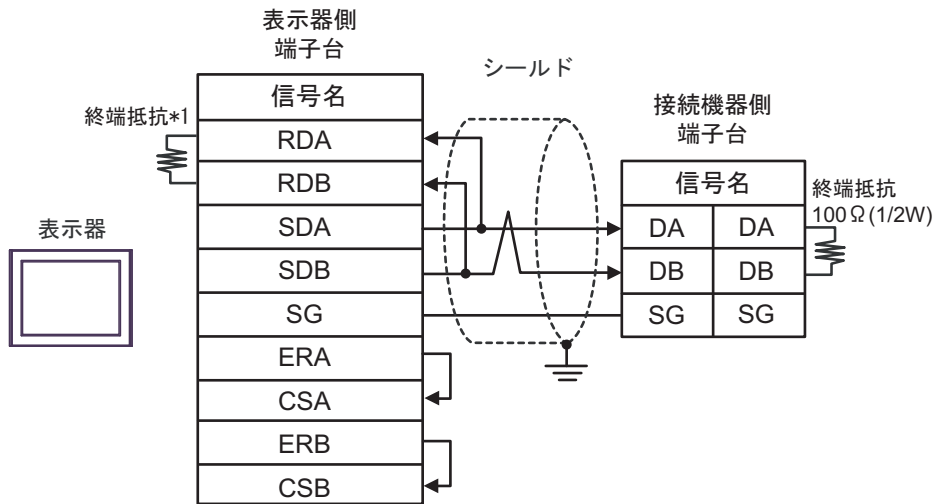 表示器側
端子台
シールド
接続機器側
端子台
信号名
終端抵抗*1
RDA
RDB
SDA
SDB
SG
ERA
CSA
ERB
CSB
表示器
信号名
DA DA
DB DB
SG SG
終端抵抗
100Ω(1/2W)